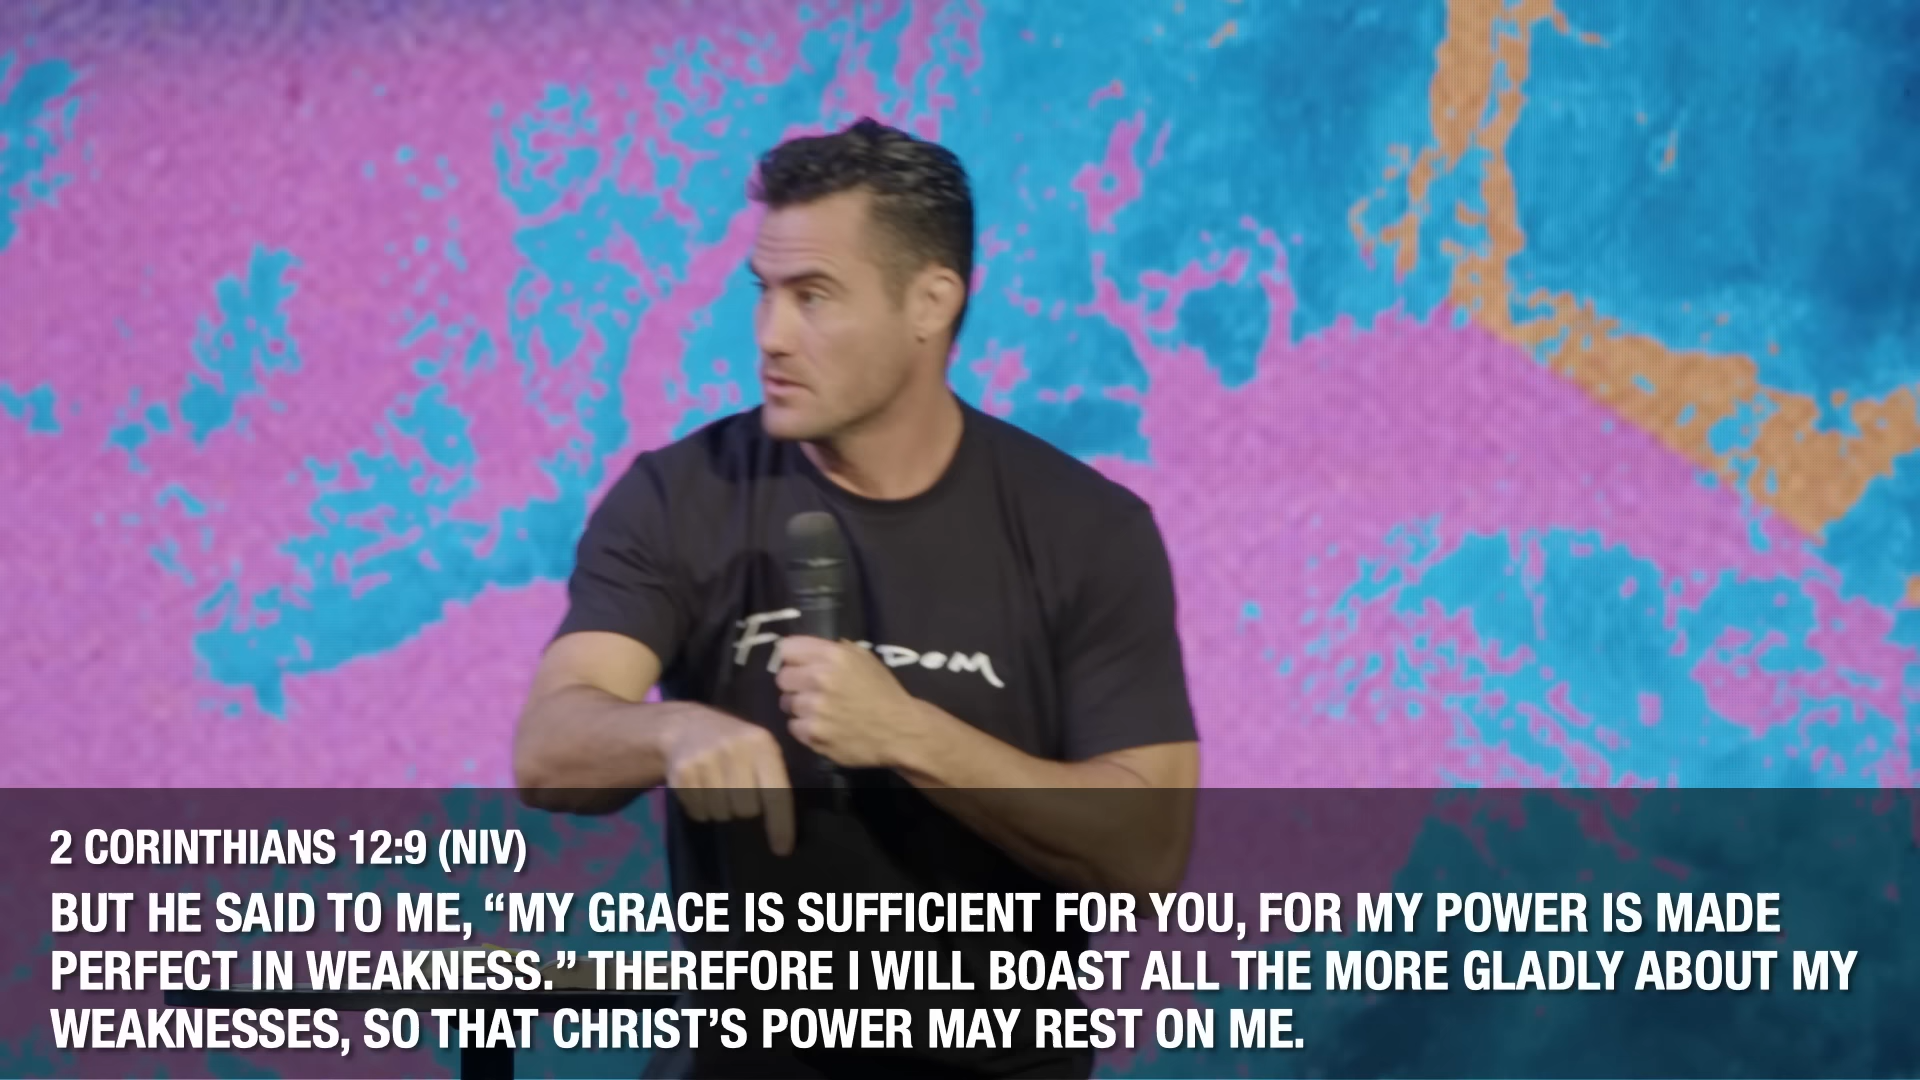 FREEDOM
2 CORINTHIANS 12:9 (NIV)
BUT HE SAID TO ME, “MY GRACE IS SUFFICIENT FOR YOU, FOR MY POWER IS MADE
PERFECT IN WEAKNESS.” THEREFORE I WILL BOAST ALL THE MORE GLADLY ABOUT MY
WEAKNESSES, SO THAT CHRIST’S POWER MAY REST ON ME.